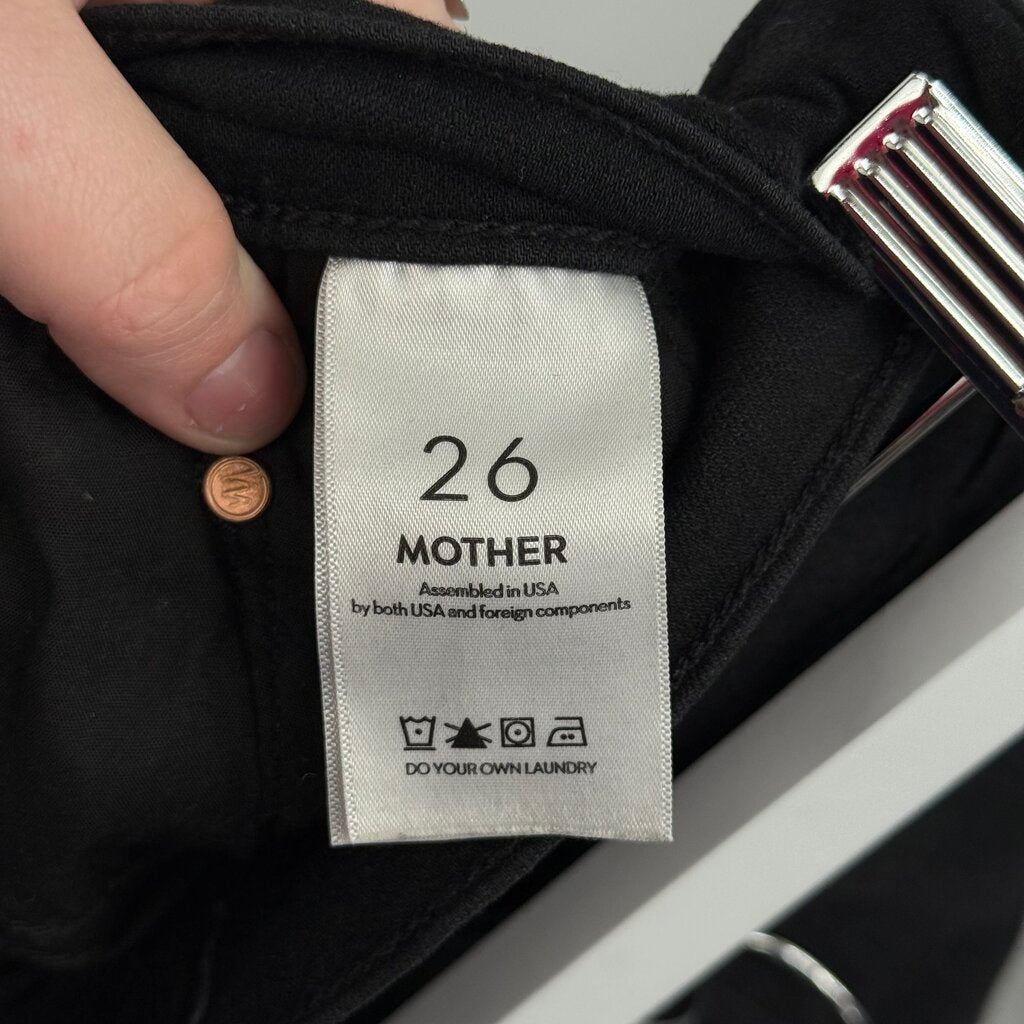 26
MOTHER
Assembled in USA
by both USA and foreign components
DO YOUR OWN LAUNDRY